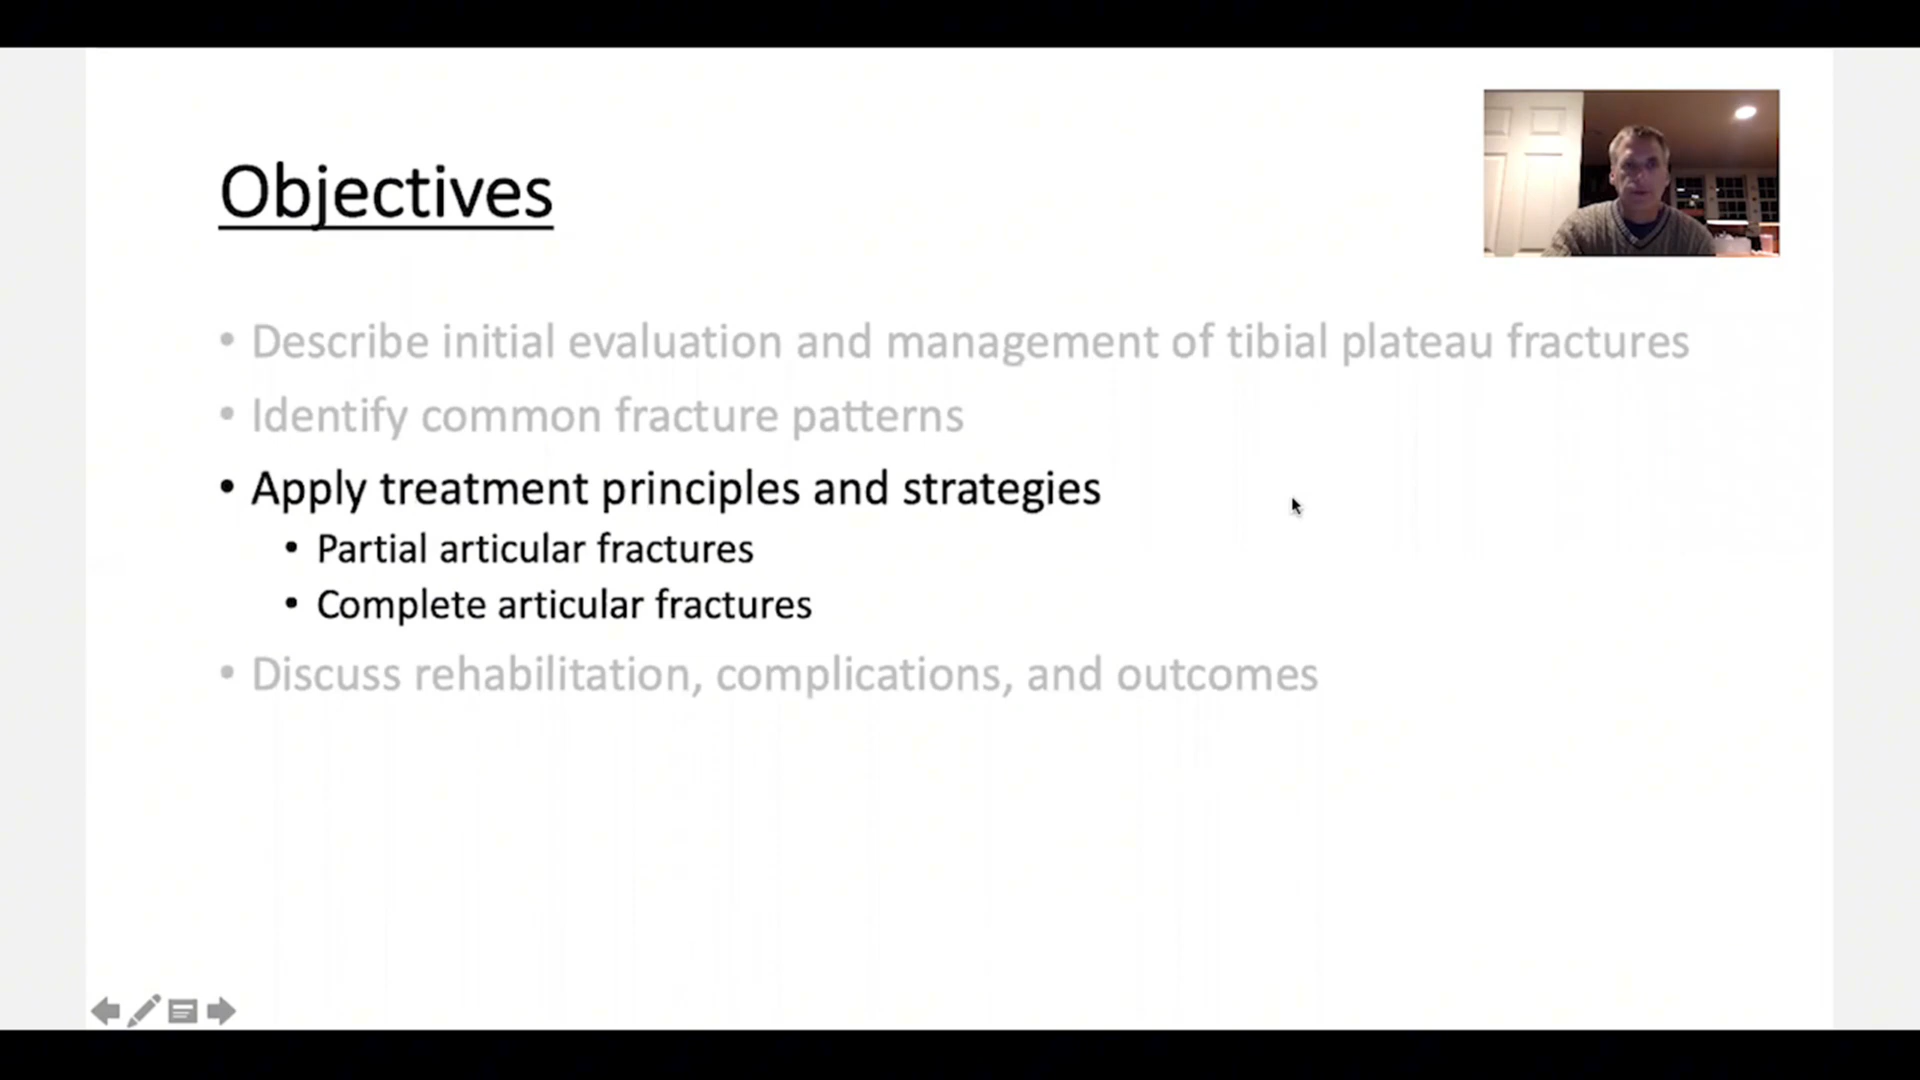 Objectives
• Describe initial evaluation and management of tibial plateau fractures
• Identify common fracture patterns
• Apply treatment principles and strategies
• Partial articular fractures
• Complete articular fractures
• Discuss rehabilitation, complications, and outcomes